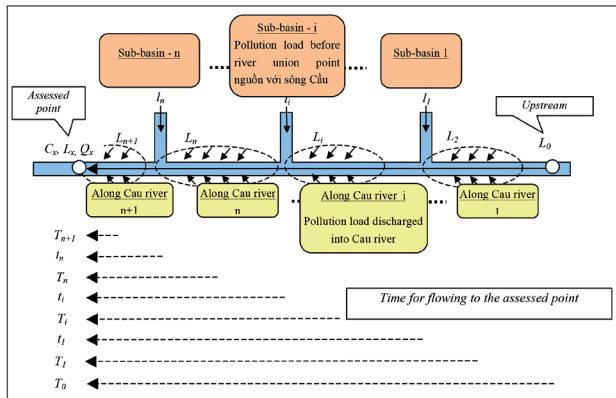 Sub-basin - n
Sub-basin - i
Pollution load before
river union point
nguồn với sông Cầu
Sub-basin 1
Assessed
point
Upstream
lₙ
lᵢ
l₁
Cₓ, Lₓ, Qₓ
Lₙ₊₁
Lₙ
Lᵢ
L₂
L₀
Along Cau river
n+1
Along Cau river
n
Along Cau river i
Pollution load discharged
into Cau river
Along Cau river
1
Tₙ₊₁
tₙ
Tₙ
tᵢ
Tᵢ
t₁
T₁
T₀
Time for flowing to the assessed point